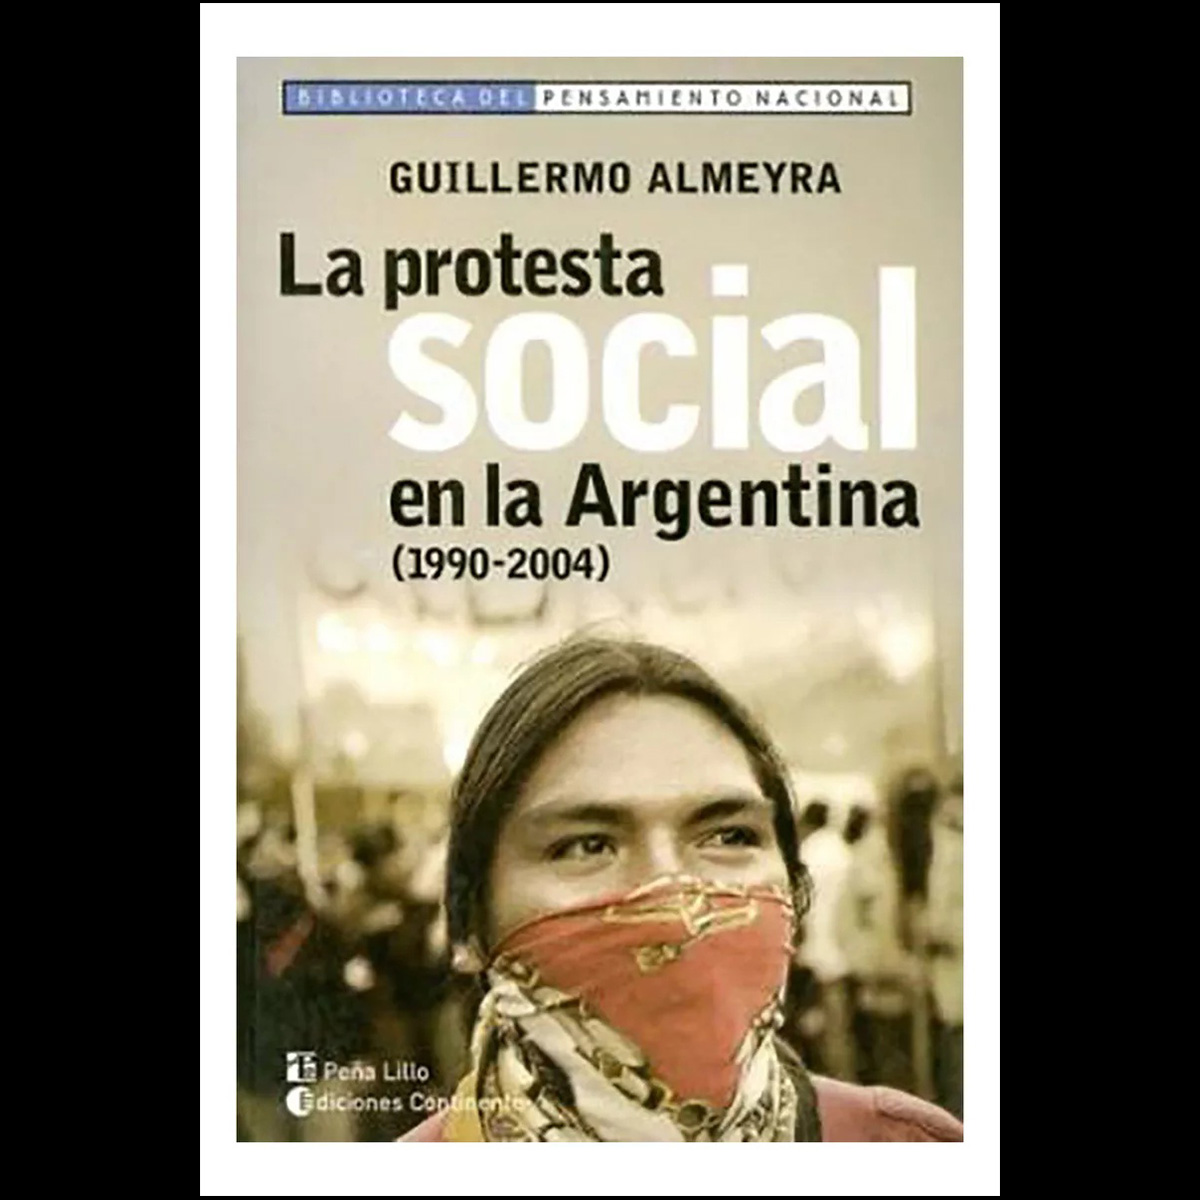 BIBLIOTECA DEL PENSAMIENTO NACIONAL
GUILLERMO ALMEYRA
La protesta
social
en la Argentina
(1990-2004)
Peña Lillo
Ediciones Continente